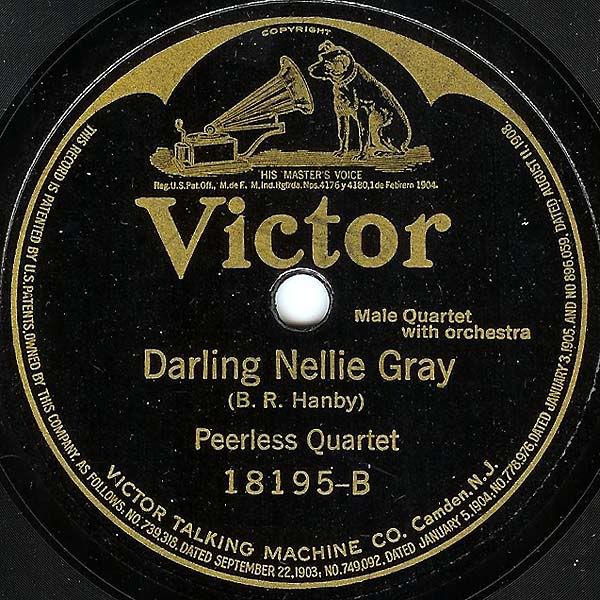 COPYRIGHT
"HIS MASTER'S VOICE"
Reg.U.S.Pat.Off., M.de F. M.Ind.Rgtrda.Nos.4176 y 4180,1 de Febrero 1904.
Victor
Male Quartet
with orchestra
Darling Nellie Gray
(B. R. Hanby)
Peerless Quartet
18195-B
VICTOR TALKING MACHINE CO. Camden, N.J.
THIS RECORD IS PATENTED BY U.S. PATENTS OWNED BY THIS COMPANY, AS FOLLOWS, NO.739,318, DATED SEPTEMBER 22,1903; NO.749,092, DATED JANUARY 5,1904, NO.778,976, DATED JANUARY 3,1905, AND NO 896,059, DATED AUGUST 11,1908.